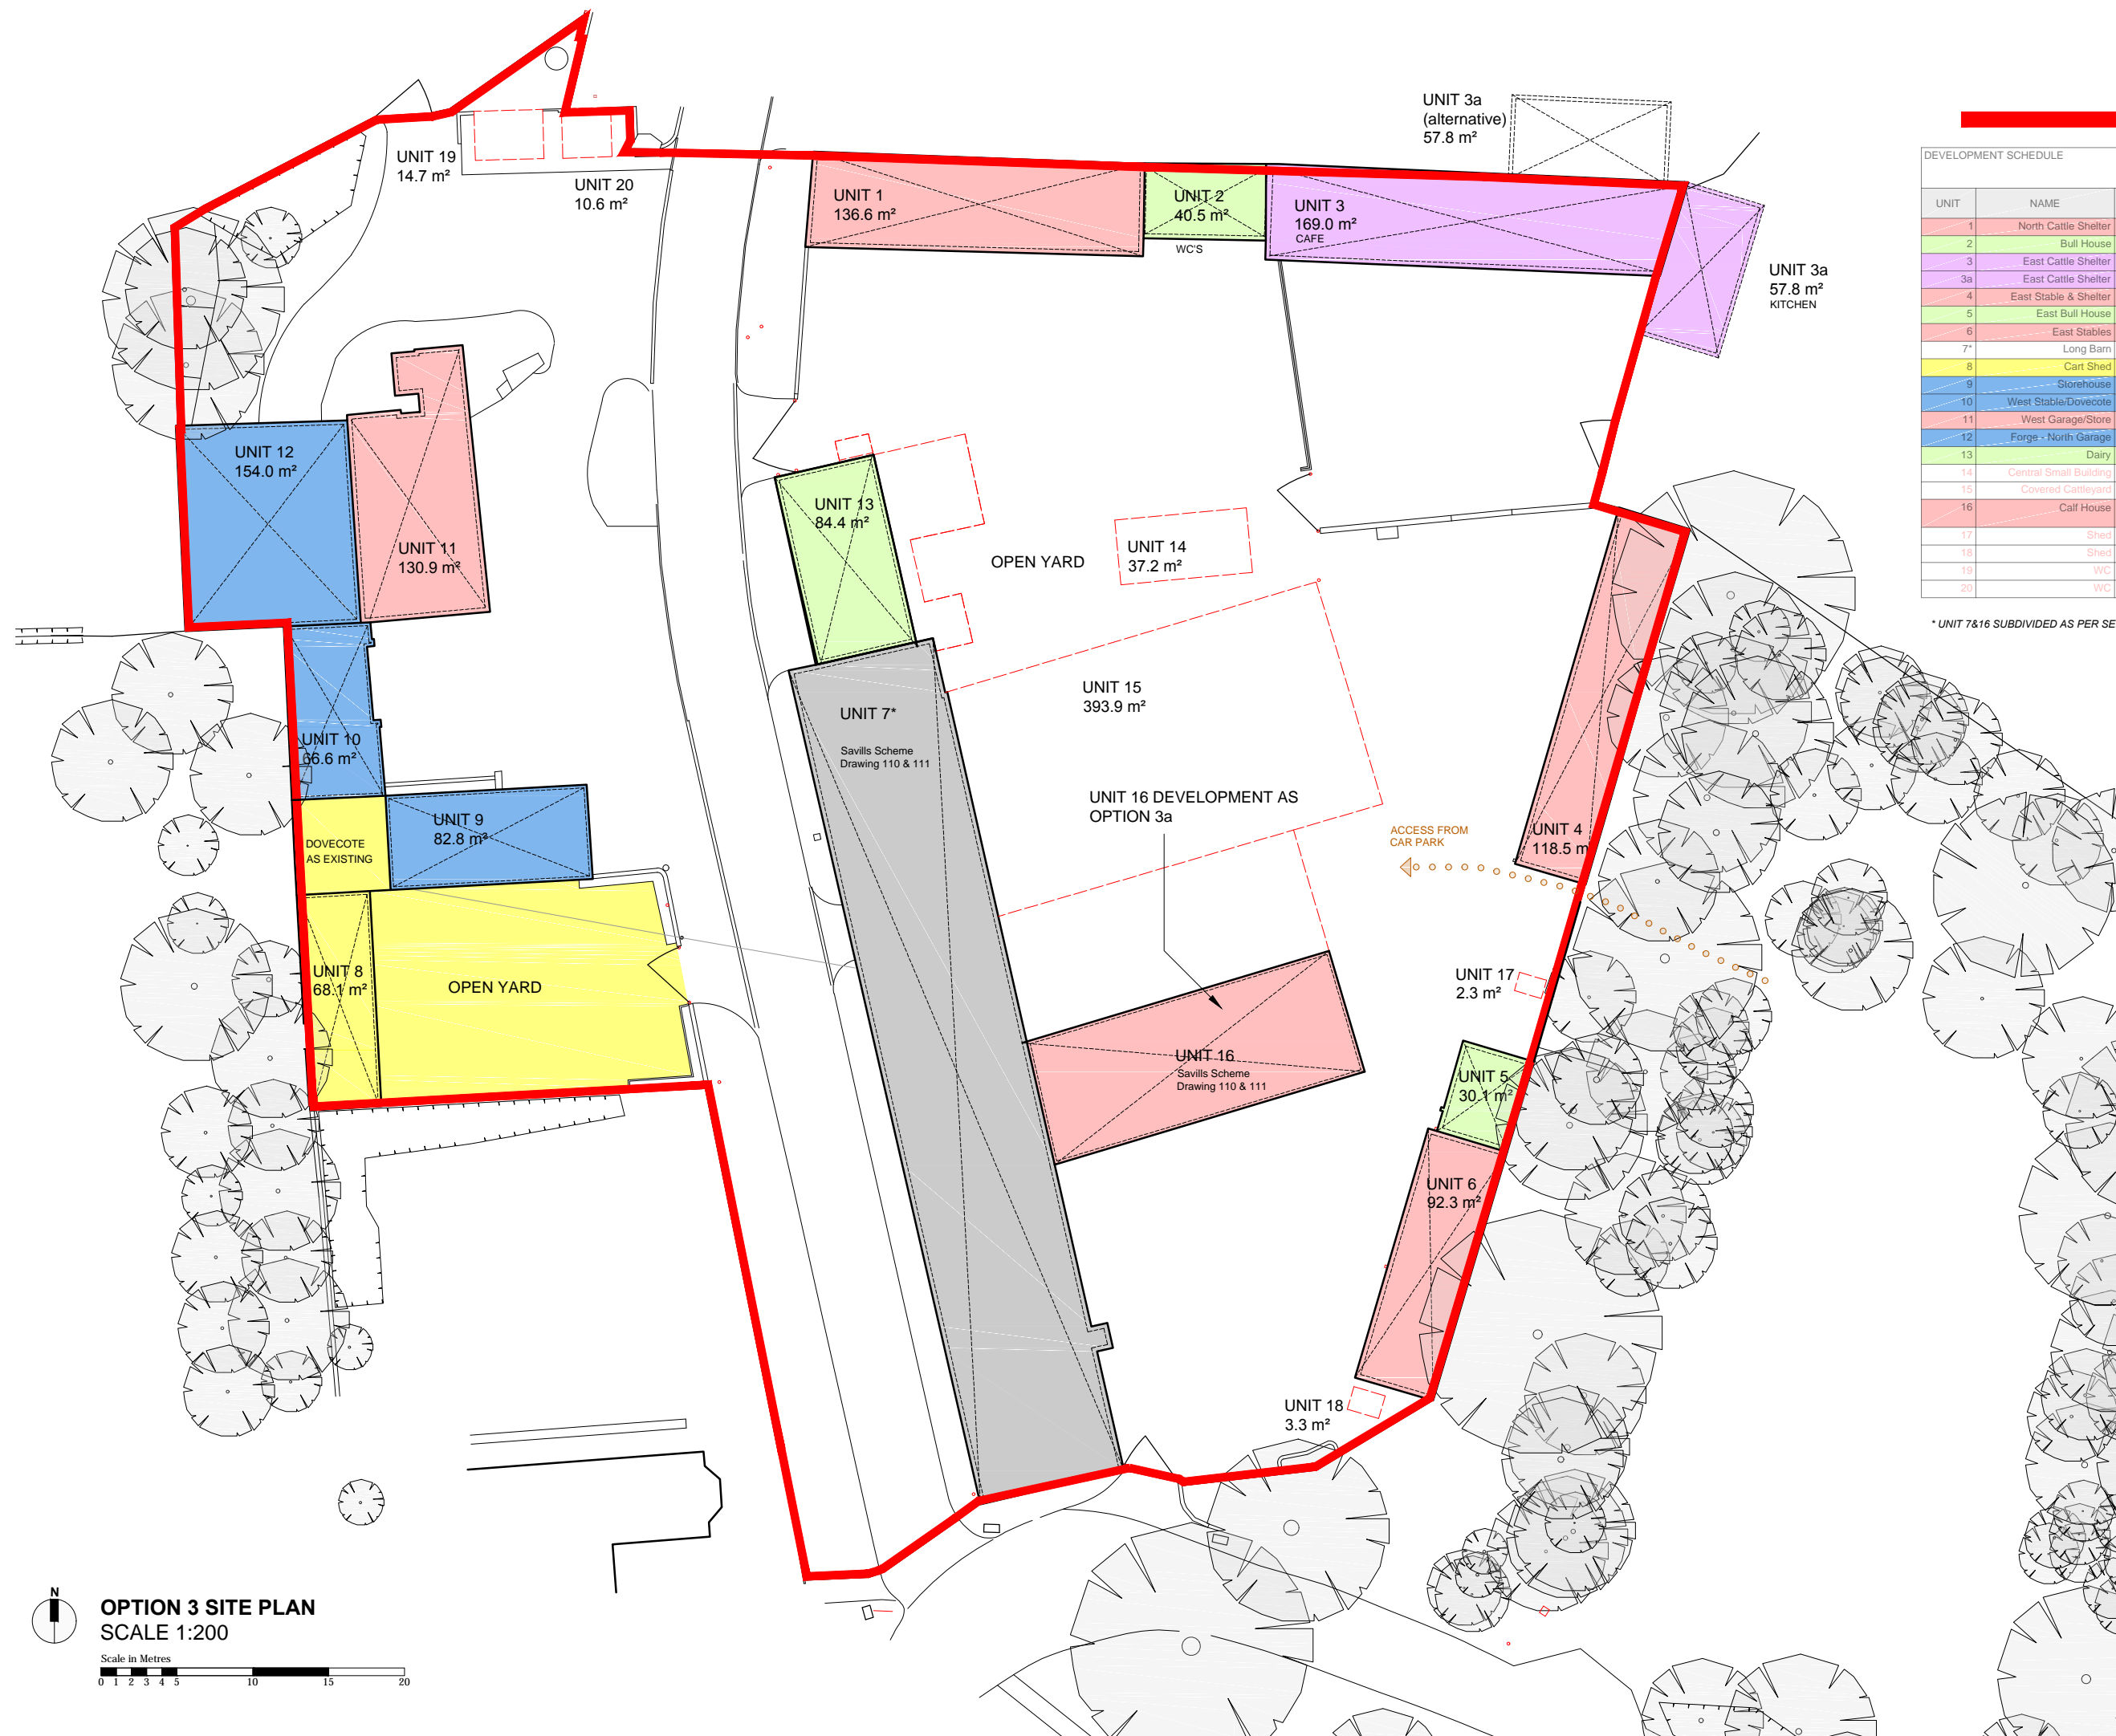 UNIT 3a
(alternative)
57.8 m²
UNIT 19
14.7 m²
UNIT 20
10.6 m²
UNIT 1
136.6 m²
UNIT 2
40.5 m²
WC'S
UNIT 3
169.0 m²
CAFE
UNIT 3a
57.8 m²
KITCHEN
DEVELOPMENT SCHEDULE
UNIT NAME
1 North Cattle Shelter
2 Bull House
3 East Cattle Shelter
3a East Cattle Shelter
4 East Stable & Shelter
5 East Bull House
6 East Stables
7* Long Barn
8 Cart Shed
9 Storehouse
10 West Stable/Dovecote
11 West Garage/Store
12 Forge - North Garage
13 Dairy
14 Central Small Building
15 Covered Cattleyard
16 Calf House
17 Shed
18 Shed
19 WC
20 WC
* UNIT 7&16 SUBDIVIDED AS PER SE
UNIT 12
154.0 m²
UNIT 11
130.9 m²
UNIT 13
84.4 m²
OPEN YARD
UNIT 14
37.2 m²
UNIT 15
393.9 m²
UNIT 7*
Savills Scheme
Drawing 110 & 111
UNIT 10
66.6 m²
UNIT 9
82.8 m²
DOVECOTE
AS EXISTING
UNIT 16 DEVELOPMENT AS
OPTION 3a
ACCESS FROM
CAR PARK
UNIT 4
118.5 m
UNIT 8
68.1 m²
OPEN YARD
UNIT 17
2.3 m²
UNIT 16
Savills Scheme
Drawing 110 & 111
UNIT 5
30.1 m²
UNIT 6
92.3 m²
UNIT 18
3.3 m²
N
OPTION 3 SITE PLAN
SCALE 1:200
Scale in Metres
0 1 2 3 4 5 10 15 20